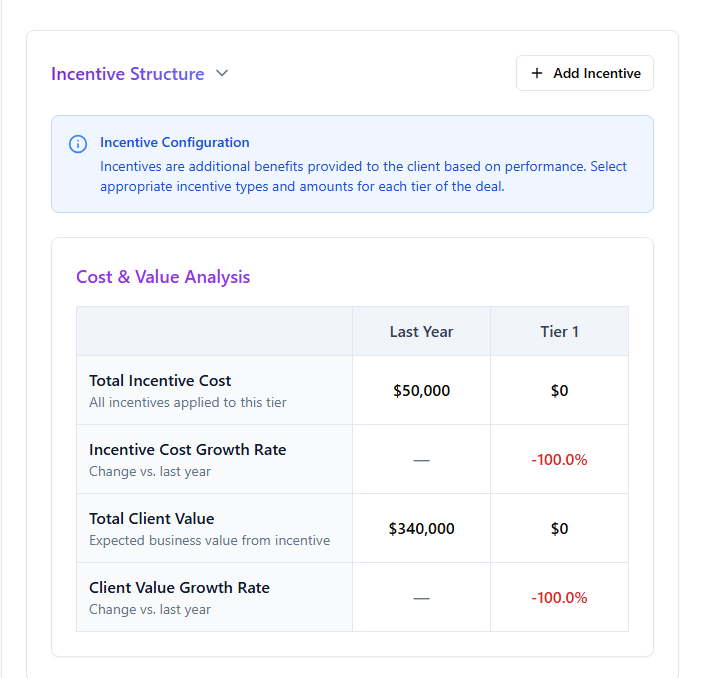 Incentive Structure
+ Add Incentive
Incentive Configuration
Incentives are additional benefits provided to the client based on performance. Select
appropriate incentive types and amounts for each tier of the deal.
Cost & Value Analysis
Last Year Tier 1
Total Incentive Cost
All incentives applied to this tier
$50,000 $0
Incentive Cost Growth Rate
Change vs. last year
— -100.0%
Total Client Value
Expected business value from incentive
$340,000 $0
Client Value Growth Rate
Change vs. last year
— -100.0%